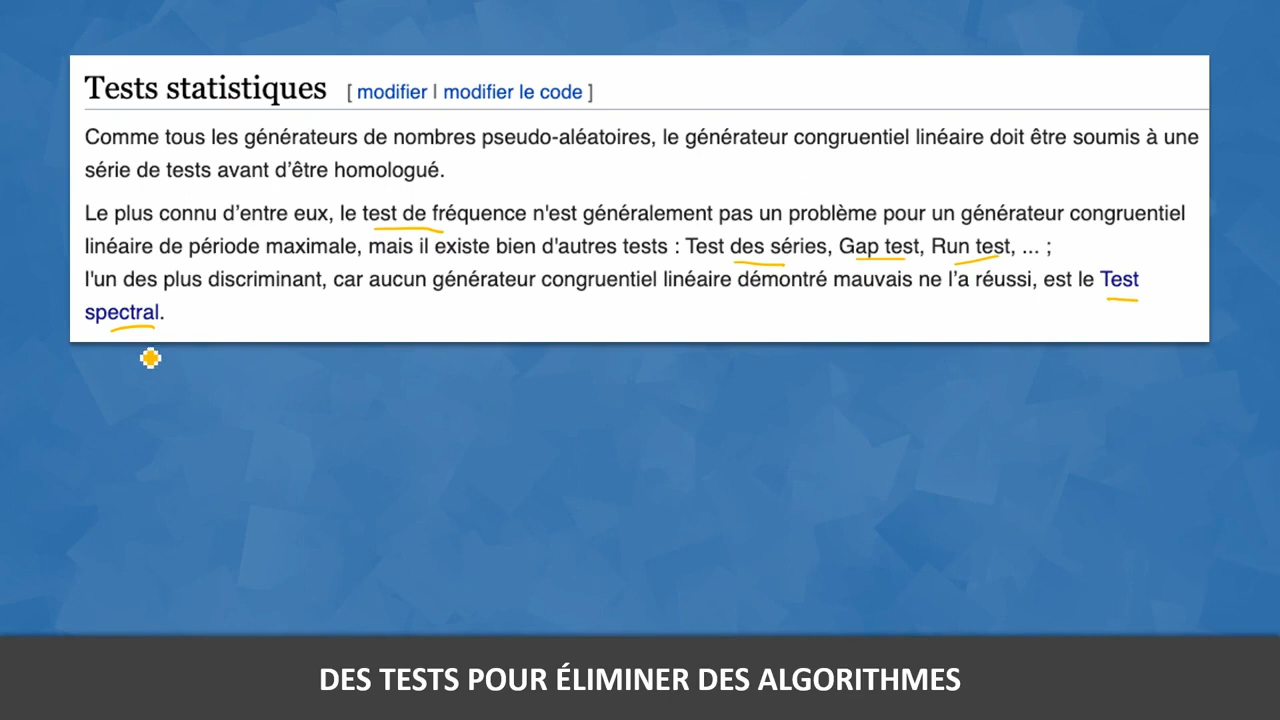 Tests statistiques [ modifier | modifier le code ]
Comme tous les générateurs de nombres pseudo-aléatoires, le générateur congruentiel linéaire doit être soumis à une
série de tests avant d’être homologué.
Le plus connu d’entre eux, le test de fréquence n'est généralement pas un problème pour un générateur congruentiel
linéaire de période maximale, mais il existe bien d'autres tests : Test des séries, Gap test, Run test, ... ;
l'un des plus discriminant, car aucun générateur congruentiel linéaire démontré mauvais ne l’a réussi, est le Test
spectral.
DES TESTS POUR ÉLIMINER DES ALGORITHMES